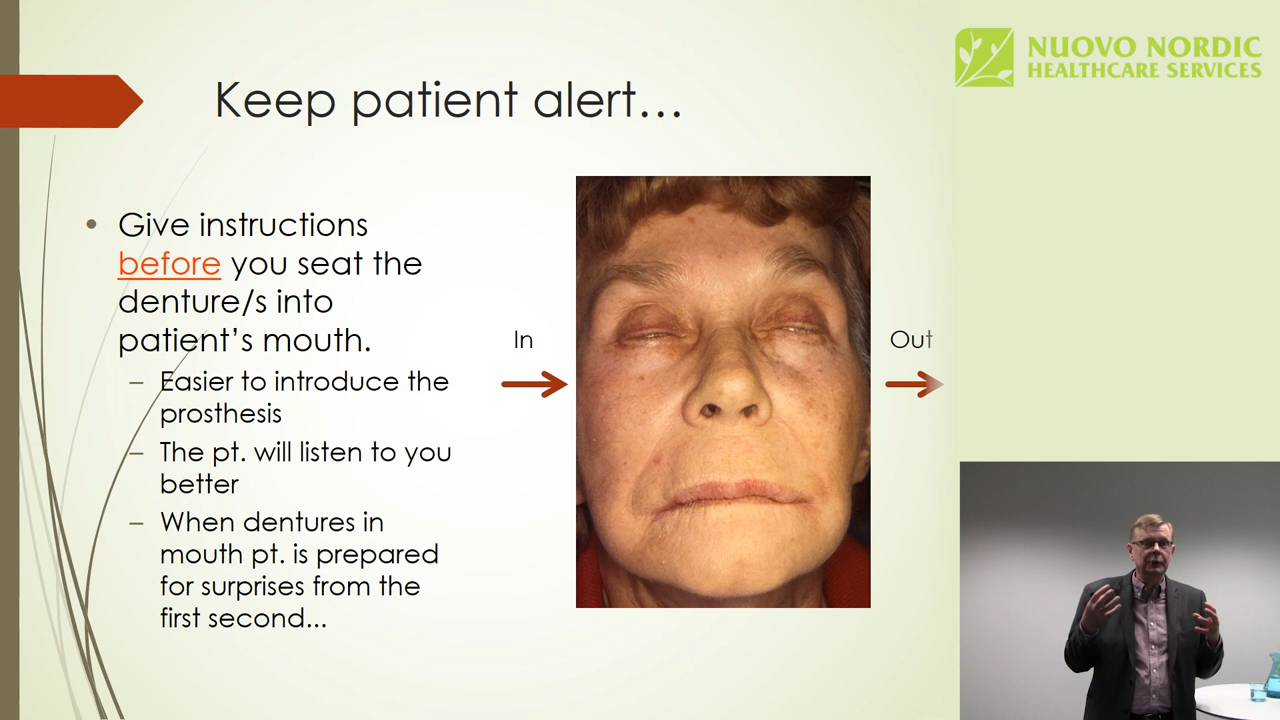 NUOVO NORDIC
HEALTHCARE SERVICES
Keep patient alert...
• Give instructions
before you seat the
denture/s into
patient's mouth.
– Easier to introduce the
prosthesis
– The pt. will listen to you
better
– When dentures in
mouth pt. is prepared
for surprises from the
first second...
In
Out